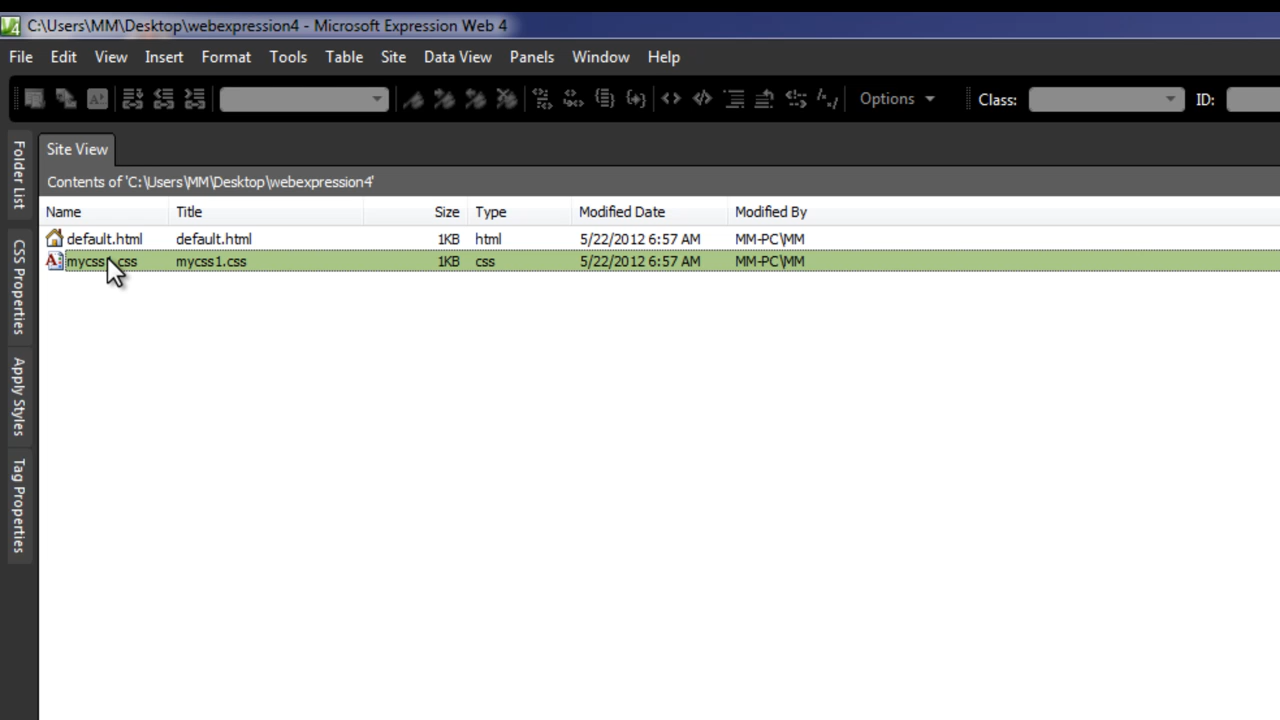 C:\Users\MM\Desktop\webexpression4 - Microsoft Expression Web 4
File Edit View Insert Format Tools Table Site Data View Panels Window Help
Options Class: ID:
Site View
Contents of 'C:\Users\MM\Desktop\webexpression4'
Name Title Size Type Modified Date Modified By
default.html default.html 1KB html 5/22/2012 6:57 AM MM-PC\MM
mycss1.css mycss1.css 1KB css 5/22/2012 6:57 AM MM-PC\MM
Folder List
CSS Properties
Apply Styles
Tag Properties